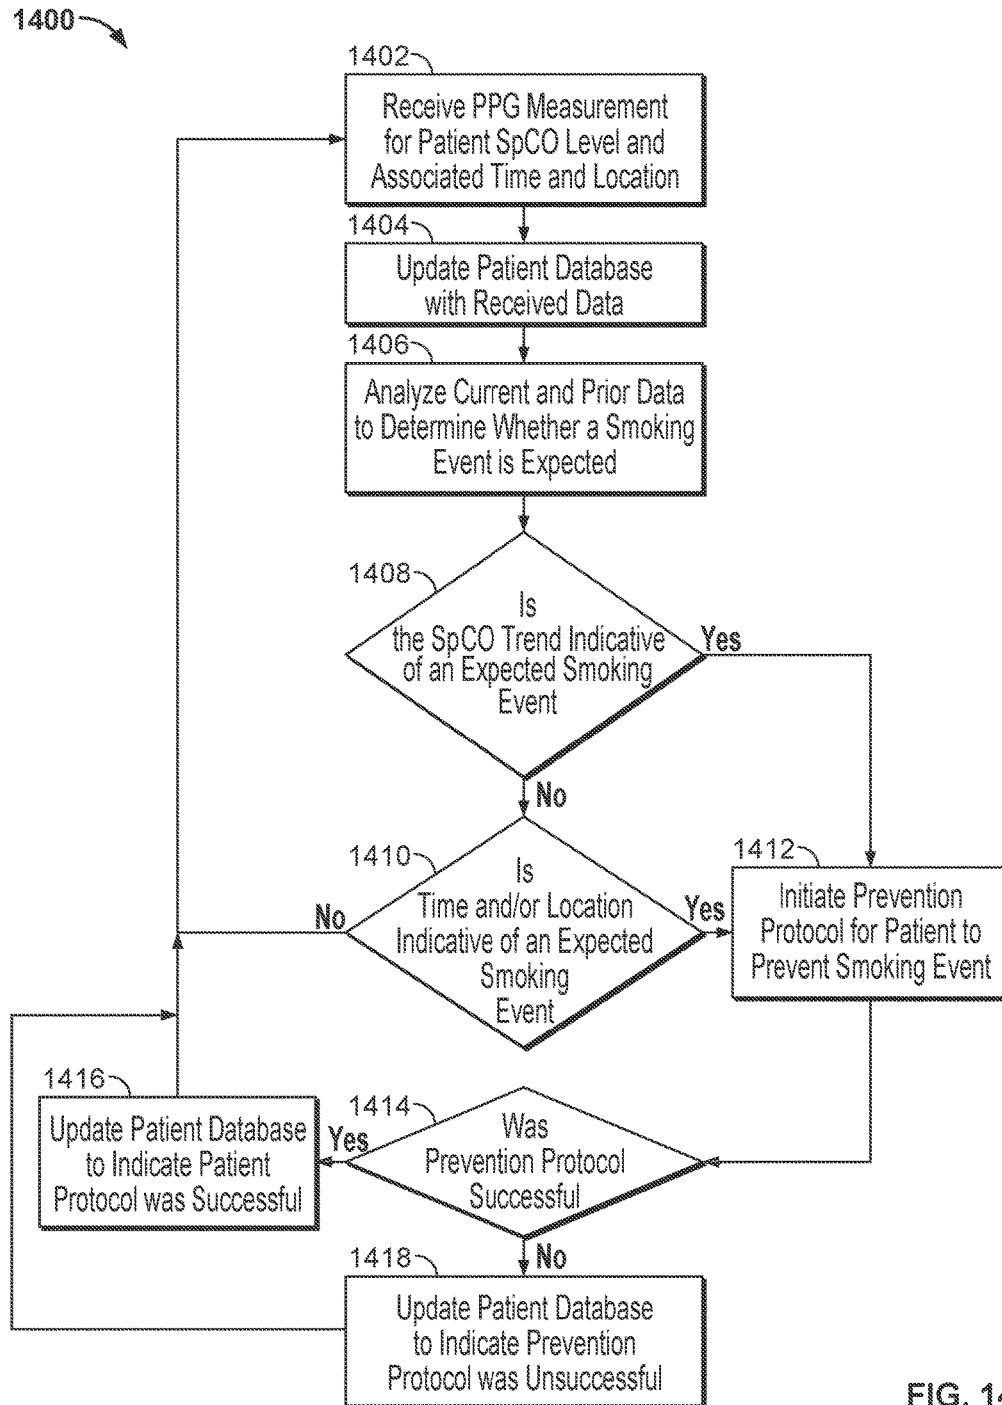 1400
1402
Receive PPG Measurement
for Patient SpCO Level and
Associated Time and Location
1404
Update Patient Database
with Received Data
1406
Analyze Current and Prior Data
to Determine Whether a Smoking
Event is Expected
1408
Is
the SpCO Trend Indicative
of an Expected Smoking
Event
Yes
No
1410
Is
Time and/or Location
Indicative of an Expected
Smoking
Event
No
Yes
1412
Initiate Prevention
Protocol for Patient to
Prevent Smoking Event
1414
Was
Prevention Protocol
Successful
Yes
No
1416
Update Patient Database
to Indicate Patient
Protocol was Successful
1418
Update Patient Database
to Indicate Prevention
Protocol was Unsuccessful
FIG. 14